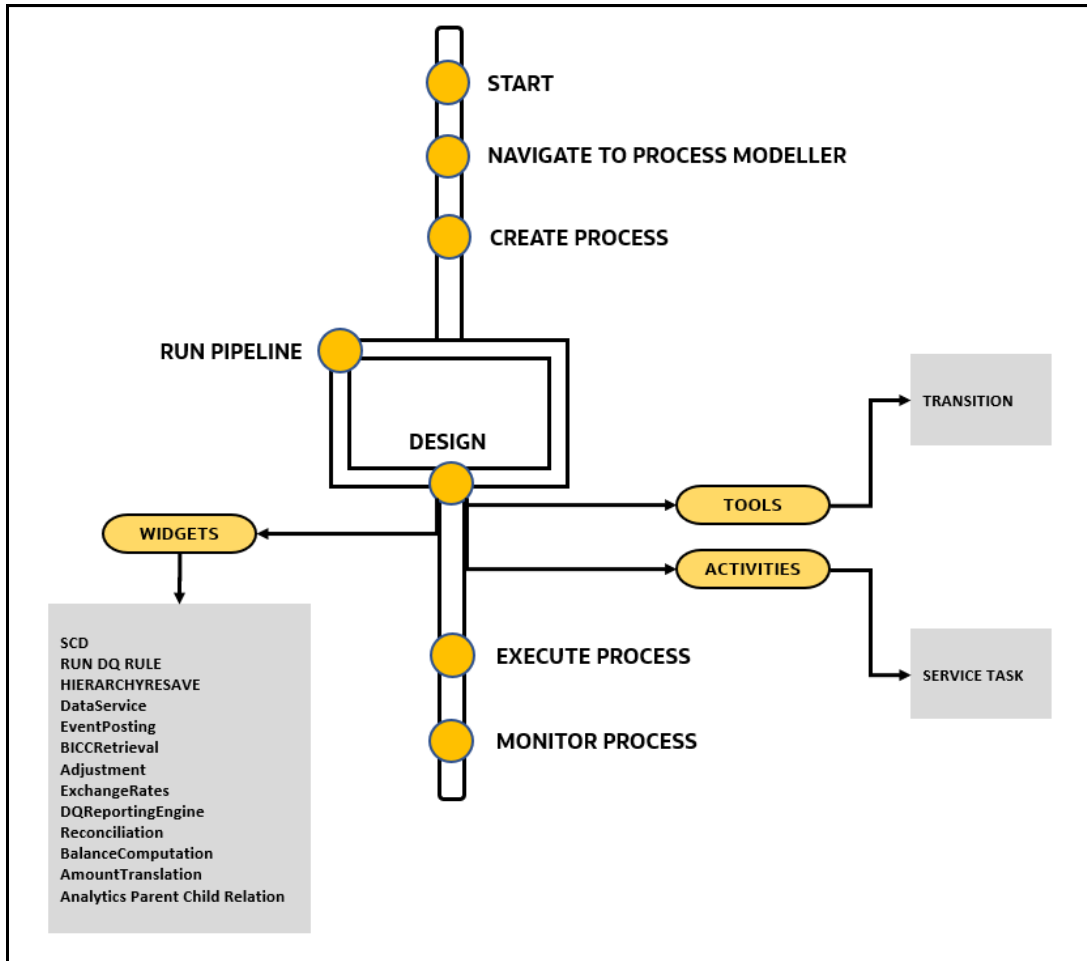 START
NAVIGATE TO PROCESS MODELLER
CREATE PROCESS
RUN PIPELINE
DESIGN
TRANSITION
TOOLS
WIDGETS
ACTIVITIES
SCD
RUN DQ RULE
HIERARCHYRESAVE
DataService
EventPosting
BICCRetrieval
Adjustment
ExchangeRates
DQReportingEngine
Reconciliation
BalanceComputation
AmountTranslation
Analytics Parent Child Relation
EXECUTE PROCESS
SERVICE TASK
MONITOR PROCESS